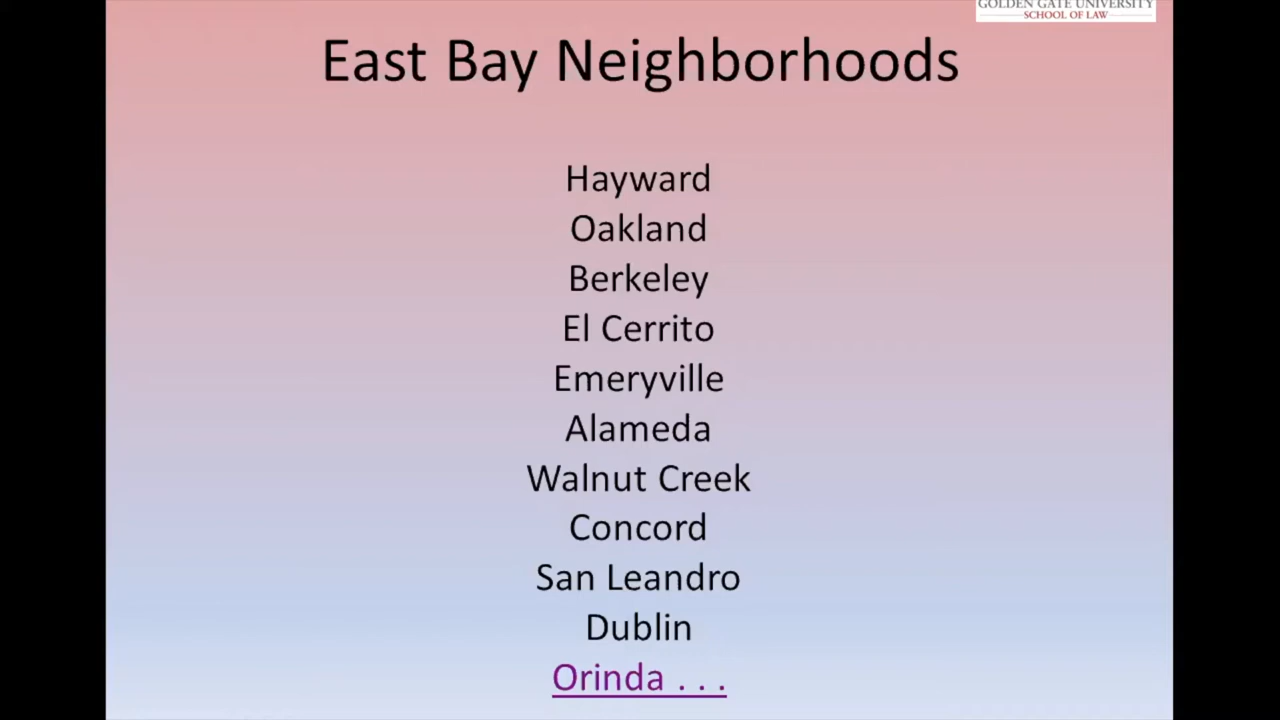 GOLDEN GATE UNIVERSITY
SCHOOL OF LAW
East Bay Neighborhoods
Hayward
Oakland
Berkeley
El Cerrito
Emeryville
Alameda
Walnut Creek
Concord
San Leandro
Dublin
Orinda . . .